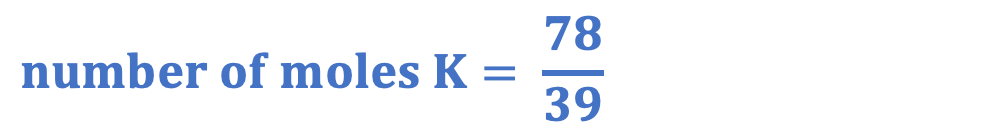 number of moles K = 78/39